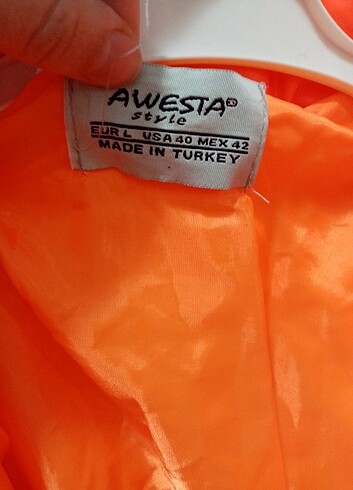 AWESTA®
style
EUR L USA 40 MEX 42
MADE IN TURKEY